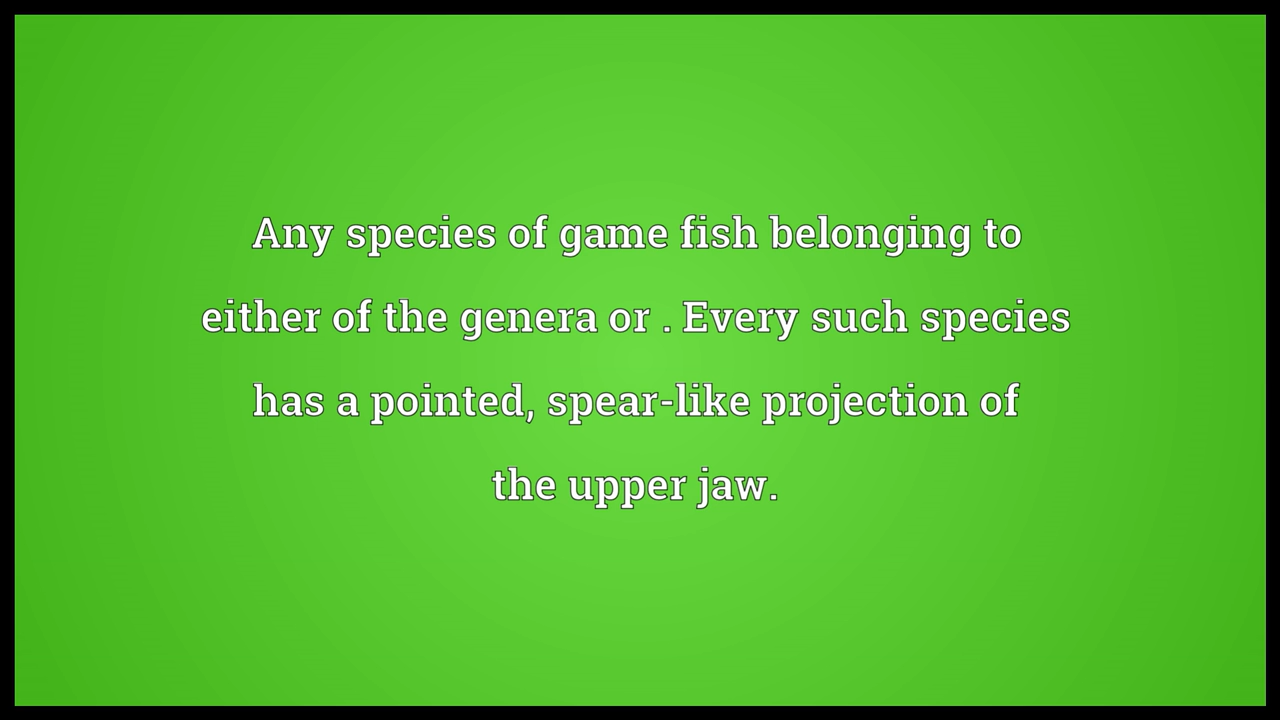 Any species of game fish belonging to
either of the genera or . Every such species
has a pointed, spear-like projection of
the upper jaw.